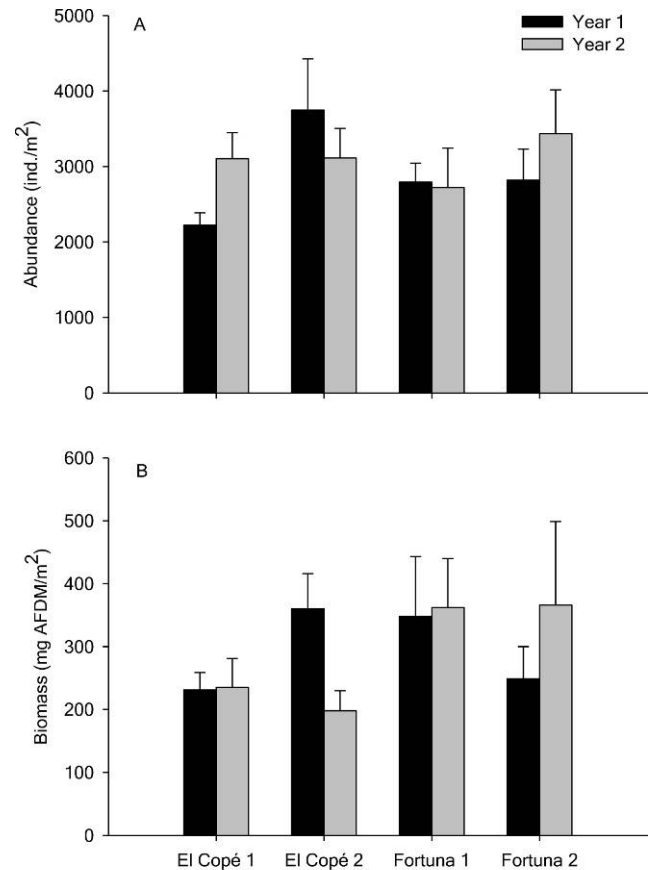 A
Year 1
Year 2
5000
4000
3000
2000
1000
0
Abundance (ind./m²)
B
600
500
400
300
200
100
0
Biomass (mg AFDM/m²)
El Copé 1 El Copé 2 Fortuna 1 Fortuna 2